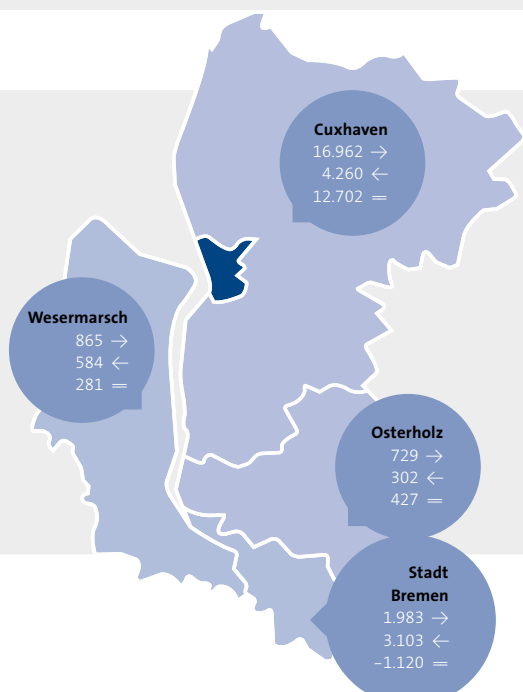 Cuxhaven
16.962 →
4.260 ←
12.702 =
Wesermarsch
865 →
584 ←
281 =
Osterholz
729 →
302 ←
427 =
Stadt
Bremen
1.983 →
3.103 ←
−1.120 =